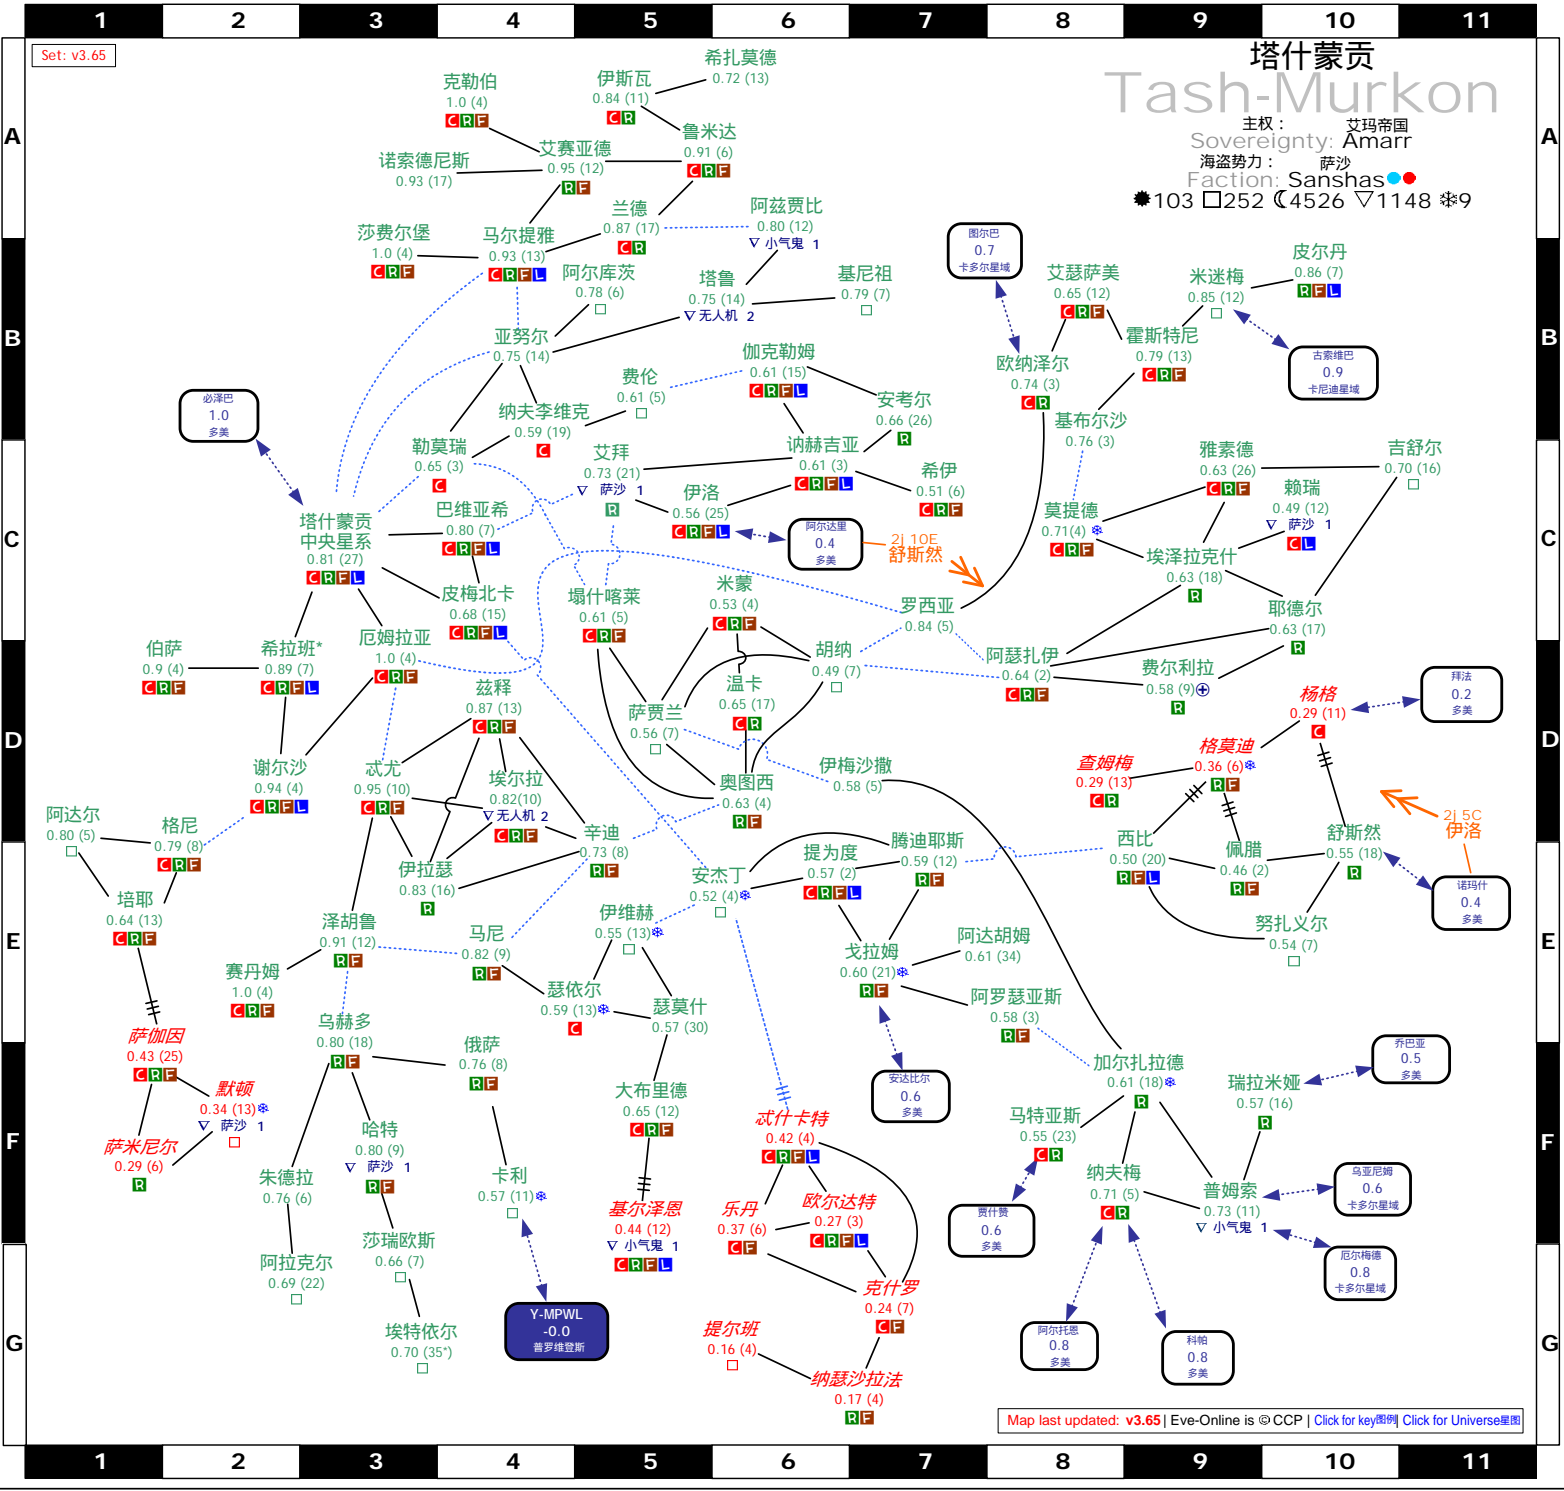 1 2 3 4 5 6 7 8 9 10 11
Set: v3.65
塔什蒙贡
Tash-Murkon
主权： 艾玛帝国
Sovereignty: Amarr
海盗势力： 萨沙
Faction: Sanshas
103 252 4526 1148 9
A
A
希扎莫德
0.72 (13)
伊斯瓦
0.84 (11)
C R
克勒伯
1.0 (4)
C R F
鲁米达
0.91 (6)
C R F
艾赛亚德
0.95 (12)
R F
诺索德尼斯
0.93 (17)
兰德
0.87 (17)
C R
阿兹贾比
0.80 (12)
小气鬼 1
莎费尔堡
1.0 (4)
C R F
马尔提雅
0.93 (13)
C R F L
图尔巴
0.7
卡多尔星域
B
B
阿尔库茨
0.78 (6)
塔鲁
0.75 (14)
无人机 2
基尼祖
0.79 (7)
艾瑟萨美
0.65 (12)
C R F
米迷梅
0.85 (12)
皮尔丹
0.86 (7)
R F L
亚努尔
0.75 (14)
霍斯特尼
0.79 (13)
C R F
古索维巴
0.9
卡尼迪星域
伽克勒姆
0.61 (15)
C R F L
欧纳泽尔
0.74 (3)
C R
费伦
0.61 (5)
必泽巴
1.0
多美
安考尔
0.66 (26)
R
纳夫李维克
0.59 (19)
C
基布尔沙
0.76 (3)
C
C
勒莫瑞
0.65 (3)
C
艾拜
0.73 (21)
萨沙 1
R
讷赫吉亚
0.61 (3)
C R F L
希伊
0.51 (6)
C R F
雅素德
0.63 (26)
C R F
吉舒尔
0.70 (16)
赖瑞
0.49 (12)
萨沙 1
C L
伊洛
0.56 (25)
C R F L
巴维亚希
0.80 (7)
C R F L
塔什蒙贡
中央星系
0.81 (27)
C R F L
莫提德
0.71(4)
C R F
阿尔达里
0.4
多美
2j 10E
舒斯然
埃泽拉克什
0.63 (18)
R
皮梅北卡
0.68 (15)
C R F L
塌什喀莱
0.61 (5)
C R F
米蒙
0.53 (4)
C R F
罗西亚
0.84 (5)
耶德尔
0.63 (17)
R
D
D
伯萨
0.9 (4)
C R F
希拉班*
0.89 (7)
C R F L
厄姆拉亚
1.0 (4)
C R F
胡纳
0.49 (7)
阿瑟扎伊
0.64 (2)
C R F
费尔利拉
0.58 (9)
R
兹释
0.87 (13)
C R F
温卡
0.65 (17)
C R
杨格
0.29 (11)
C
拜法
0.2
多美
萨贾兰
0.56 (7)
格莫迪
0.36 (6)
R F
查姆梅
0.29 (13)
C R
谢尔沙
0.94 (4)
C R F L
忒尤
0.95 (10)
C R F
埃尔拉
0.82(10)
无人机 2
C R F
奥图西
0.63 (4)
R F
伊梅沙撒
0.58 (5)
阿达尔
0.80 (5)
格尼
0.79 (8)
C R F
辛迪
0.73 (8)
R F
2j 5C
伊洛
舒斯然
0.55 (18)
R
E
E
伊拉瑟
0.83 (16)
R
安杰丁
0.52 (4)
提为度
0.57 (2)
C R F L
腾迪耶斯
0.59 (12)
R F
西比
0.50 (20)
R F L
佩腊
0.46 (2)
R F
诺玛什
0.4
多美
培耶
0.64 (13)
C R F
泽胡鲁
0.91 (12)
R F
马尼
0.82 (9)
R F
伊维赫
0.55 (13)
努扎义尔
0.54 (7)
戈拉姆
0.60 (21)
R F
阿达胡姆
0.61 (34)
赛丹姆
1.0 (4)
C R F
瑟依尔
0.59 (13)
C
瑟莫什
0.57 (30)
阿罗瑟亚斯
0.58 (3)
R F
F
F
萨伽因
0.43 (25)
C R F
乌赫多
0.80 (18)
R F
俄萨
0.76 (8)
R F
安达比尔
0.6
多美
加尔扎拉德
0.61 (18)
R
乔巴亚
0.5
多美
瑞拉米娅
0.57 (16)
R
默顿
0.34 (13)
萨沙 1
大布里德
0.65 (12)
C R F
马特亚斯
0.55 (23)
C R
哈特
0.80 (9)
萨沙 1
R F
忒什卡特
0.42 (4)
C R F L
萨米尼尔
0.29 (6)
R
朱德拉
0.76 (6)
卡利
0.57 (11)
纳夫梅
0.71 (5)
C R
普姆索
0.73 (11)
小气鬼 1
乌亚尼姆
0.6
卡多尔星域
基尔泽恩
0.44 (12)
小气鬼 1
C R F L
乐丹
0.37 (6)
C F
欧尔达特
0.27 (3)
C R F L
贾什赞
0.6
多美
G
G
莎瑞欧斯
0.66 (7)
阿拉克尔
0.69 (22)
厄尔梅德
0.8
卡多尔星域
克什罗
0.24 (7)
C F
Y-MPWL
-0.0
普罗维登斯
埃特依尔
0.70 (35*)
提尔班
0.16 (4)
阿尔托恩
0.8
多美
科帕
0.8
多美
纳瑟沙拉法
0.17 (4)
R F
Map last updated: v3.65 | Eve-Online is © CCP | Click for key图例| Click for Universe星图
1 2 3 4 5 6 7 8 9 10 11